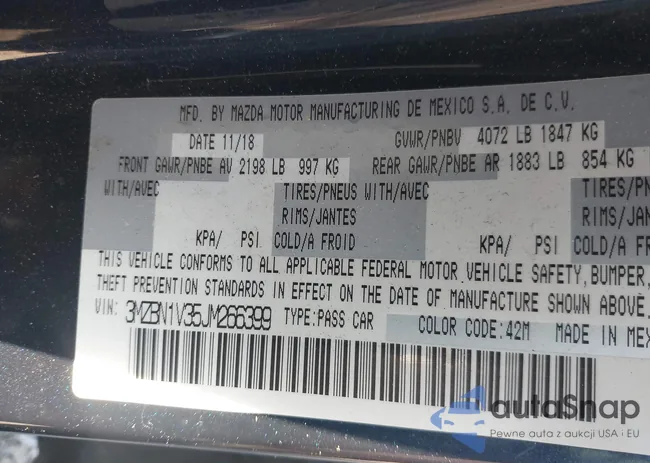 MFD. BY MAZDA MOTOR MANUFACTURING DE MEXICO S.A. DE C.V.
DATE 11/18 GVWR/PNBV 4072 LB 1847 KG
FRONT GAWR/PNBE AV 2198 LB 997 KG REAR GAWR/PNBE AR 1883 LB 854 KG
WITH/AVEC TIRES/PNEUS WITH/AVEC TIRES/PN
RIMS/JANTES RIMS/JA
KPA/ PSI COLD/A FROID KPA/ PSI COLD/A
THIS VEHICLE CONFORMS TO ALL APPLICABLE FEDERAL MOTOR VEHICLE SAFETY, BUMPER,
THEFT PREVENTION STANDARDS IN EFFECT ON THE DATE OF MANUFACTURE SHOWN ABOVE.
VIN: 3MZBN1V35JM266399 TYPE:PASS CAR COLOR CODE:42M MADE IN MEX
autoSnap
Pewne auta z aukcji USA i EU